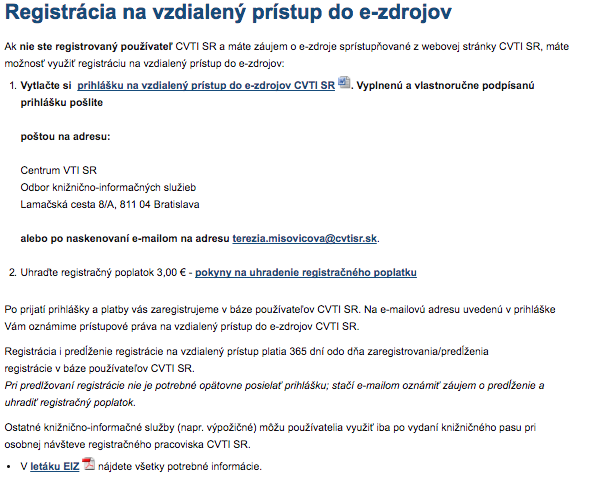 Registrácia na vzdialený prístup do e-zdrojov
Ak nie ste registrovaný používateľ CVTI SR a máte záujem o e-zdroje sprístupňované z webovej stránky CVTI SR, máte
možnosť využiť registráciu na vzdialený prístup do e-zdrojov:
1. Vytlačte si prihlášku na vzdialený prístup do e-zdrojov CVTI SR. Vyplnenú a vlastnoručne podpísanú
prihlášku pošlite
poštou na adresu:
Centrum VTI SR
Odbor knižnično-informačných služieb
Lamačská cesta 8/A, 811 04 Bratislava
alebo po naskenovaní e-mailom na adresu terezia.misovicova@cvtisr.sk.
2. Uhraďte registračný poplatok 3,00 € - pokyny na uhradenie registračného poplatku
Po prijatí prihlášky a platby vás zaregistrujeme v báze používateľov CVTI SR. Na e-mailovú adresu uvedenú v prihláške
Vám oznámime prístupové práva na vzdialený prístup do e-zdrojov CVTI SR.
Registrácia i predĺženie registrácie na vzdialený prístup platia 365 dní odo dňa zaregistrovania/predĺženia
registrácie v báze používateľov CVTI SR.
Pri predlžovaní registrácie nie je potrebné opätovne posielať prihlášku; stačí e-mailom oznámiť záujem o predĺženie a
uhradiť registračný poplatok.
Ostatné knižnično-informačné služby (napr. výpožičné) môžu používatelia využiť iba po vydaní knižničného pasu pri
osobnej návšteve registračného pracoviska CVTI SR.
• V letáku EIZ nájdete všetky potrebné informácie.